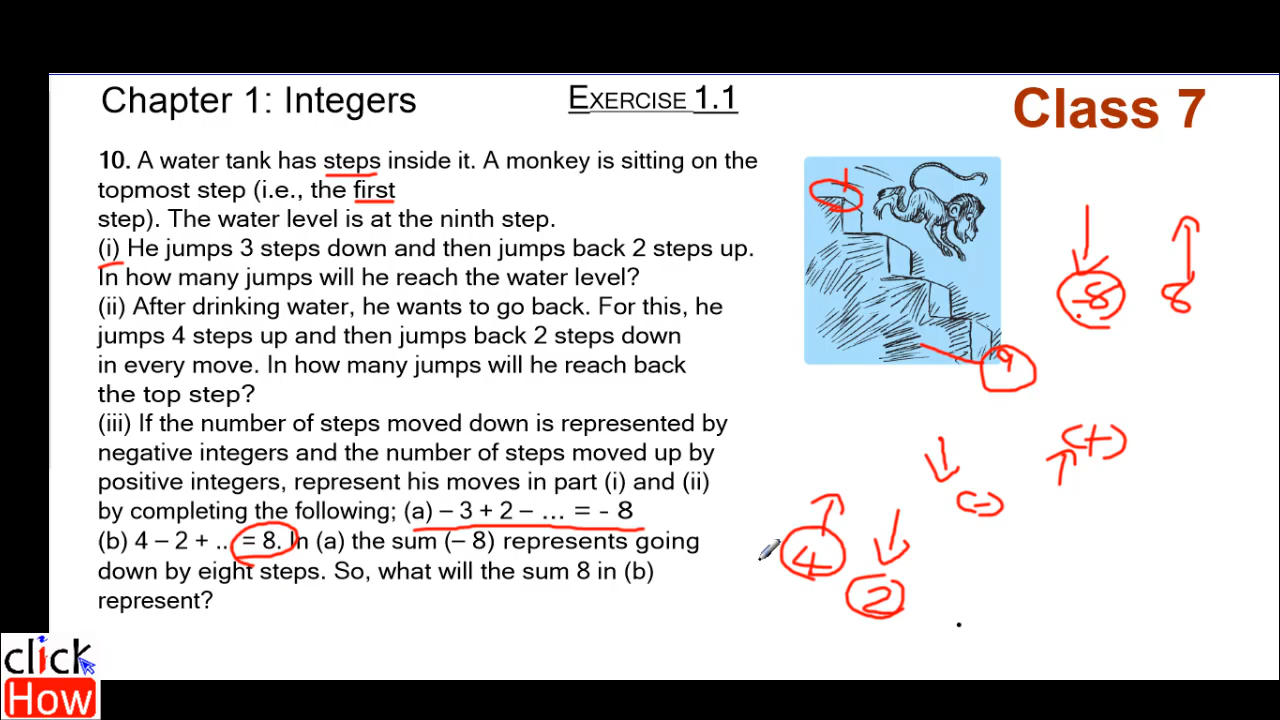 Chapter 1: Integers
EXERCISE 1.1
Class 7
10. A water tank has steps inside it. A monkey is sitting on the
topmost step (i.e., the first
step). The water level is at the ninth step.
(i) He jumps 3 steps down and then jumps back 2 steps up.
In how many jumps will he reach the water level?
(ii) After drinking water, he wants to go back. For this, he
jumps 4 steps up and then jumps back 2 steps down
in every move. In how many jumps will he reach back
the top step?
(iii) If the number of steps moved down is represented by
negative integers and the number of steps moved up by
positive integers, represent his moves in part (i) and (ii)
by completing the following; (a) – 3 + 2 – ... = - 8
(b) 4 – 2 + .. = 8. In (a) the sum (– 8) represents going
down by eight steps. So, what will the sum 8 in (b)
represent?
1
-8
8
9
(+)
(-)
4
2
click
How